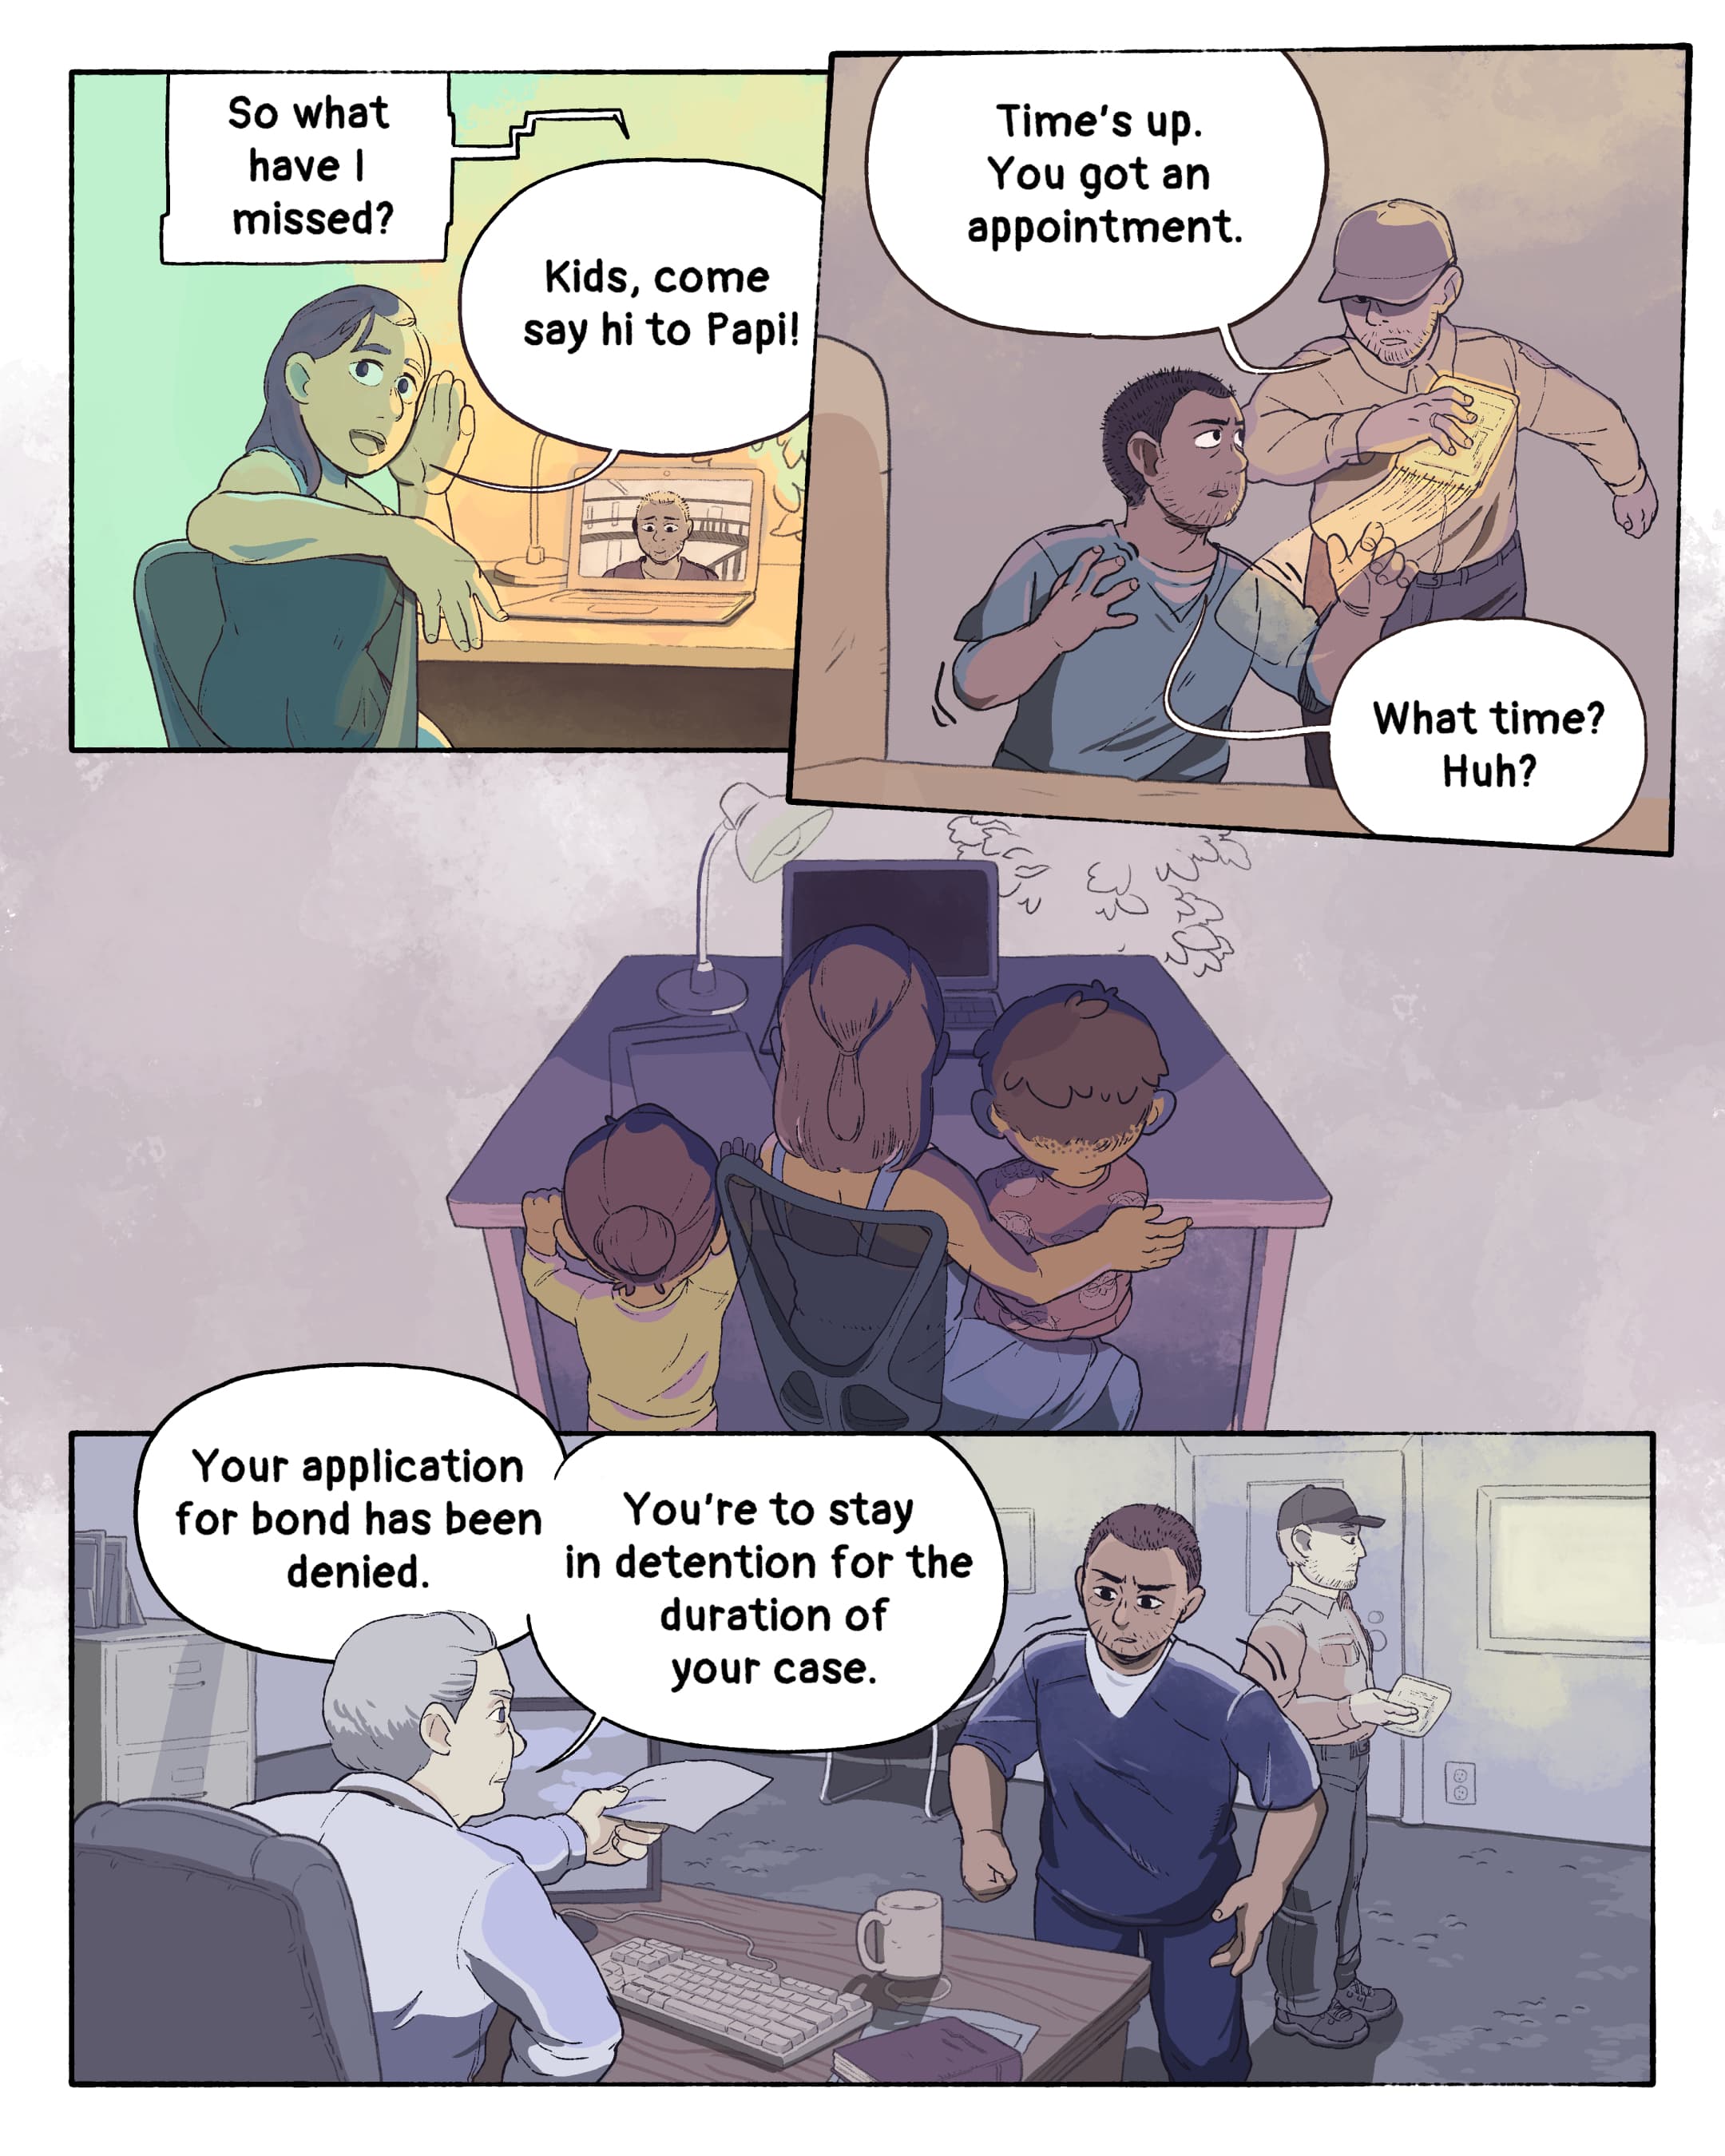 So what
have I
missed?
Kids, come
say hi to Papi!
Time's up.
You got an
appointment.
What time?
Huh?
Your application
for bond has been
denied.
You're to stay
in detention for the
duration of
your case.